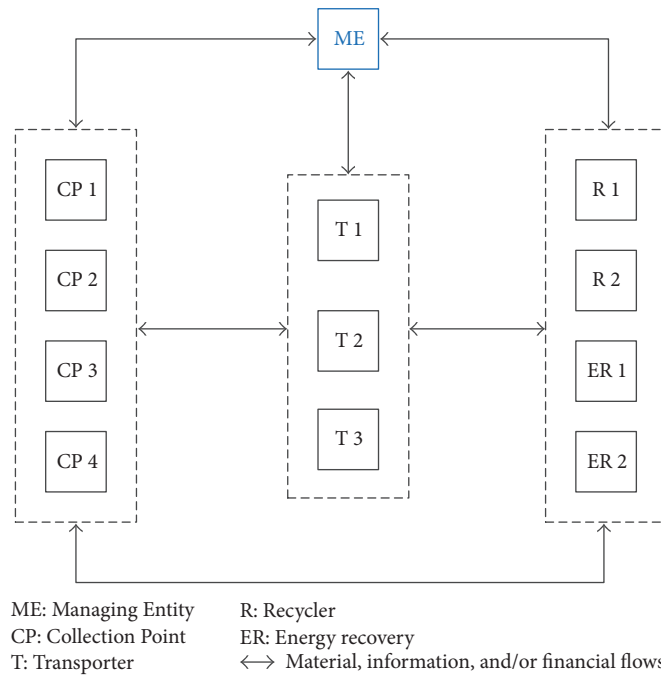 ME
CP 1
CP 2
CP 3
CP 4
T 1
T 2
T 3
R 1
R 2
ER 1
ER 2
ME: Managing Entity
CP: Collection Point
T: Transporter
R: Recycler
ER: Energy recovery
Material, information, and/or financial flows